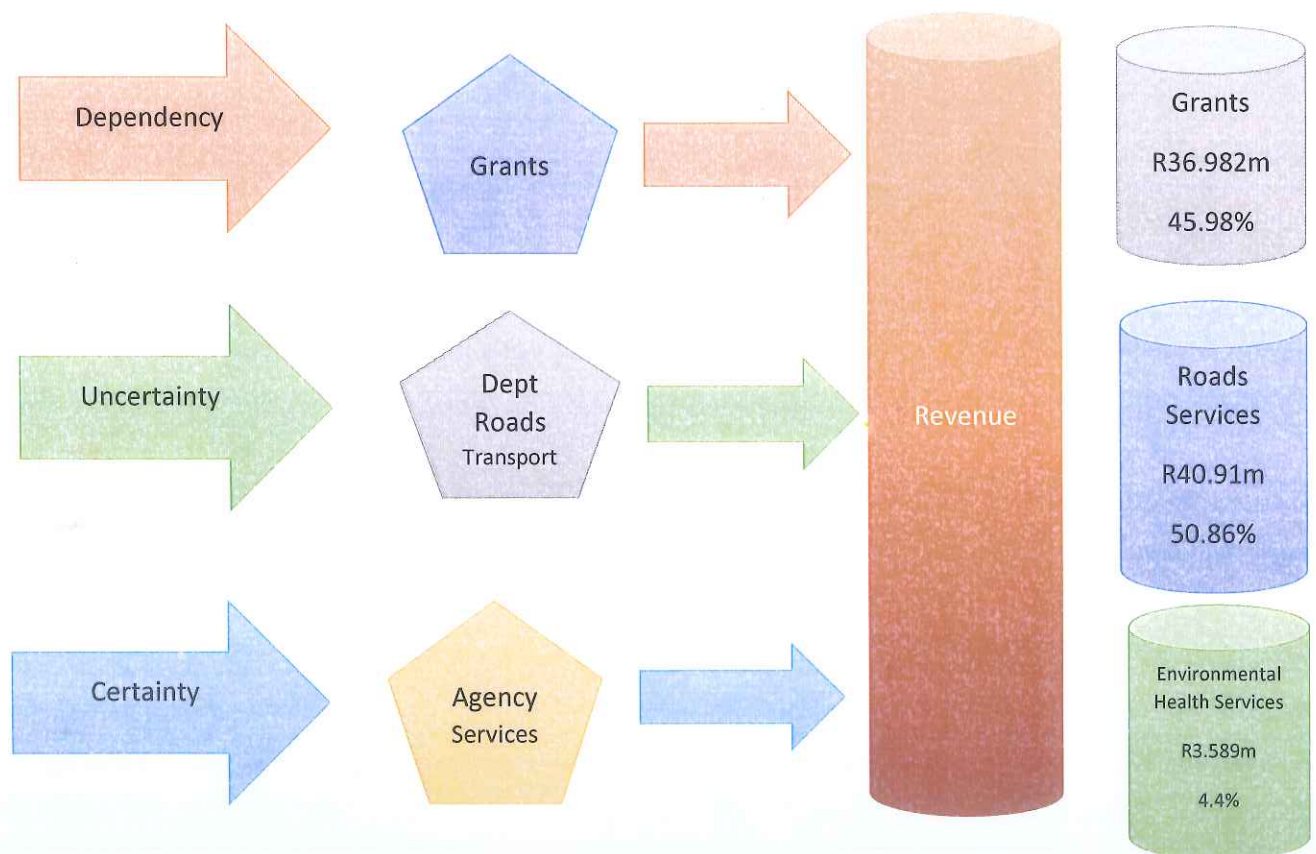 Dependency
Grants
Grants
R36.982m
45.98%
Uncertainty
Dept
Roads
Transport
Revenue
Roads
Services
R40.91m
50.86%
Certainty
Agency
Services
Environmental
Health Services
R3.589m
4.4%